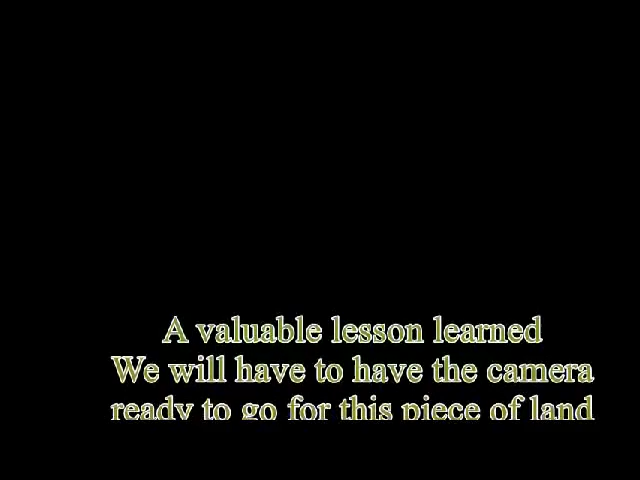 A valuable lesson learned
We will have to have the camera
ready to go for this piece of land